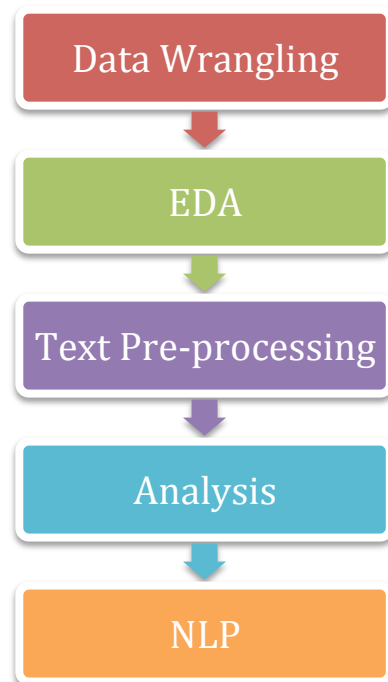 Data Wrangling
EDA
Text Pre-processing
Analysis
NLP